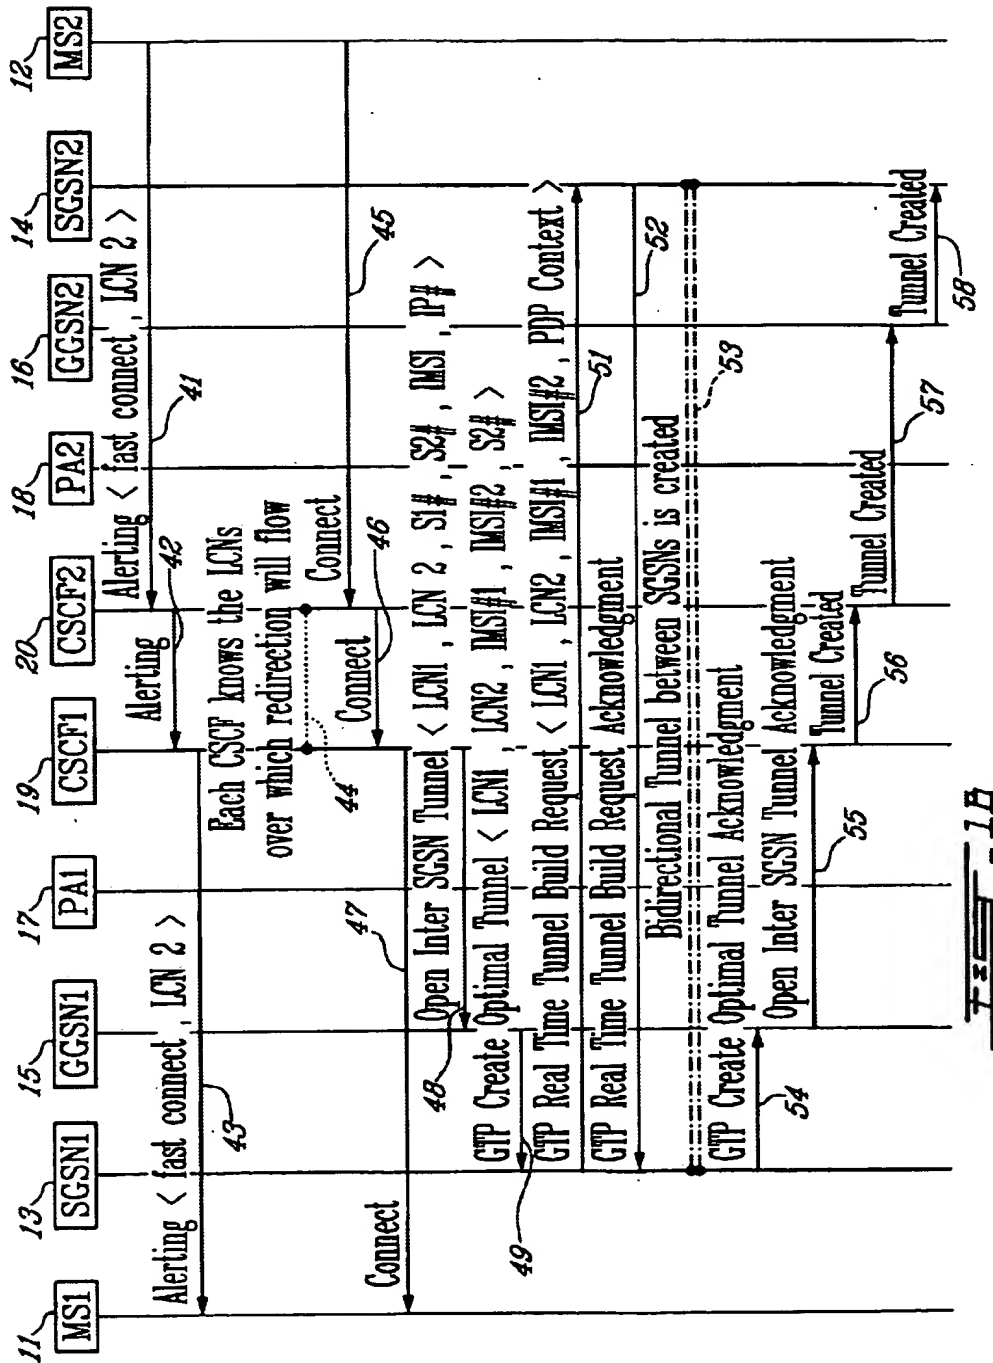 11 13 15 17 19 20 18 16 14 12
MS1 SGSN1 GGSN1 PA1 CSCF1 CSCF2 PA2 GGSN2 SGSN2 MS2
Alerting < fast connect , LCN 2 >
41
Alerting
42
Alerting < fast connect , LCN 2 >
43
Each CSCF knows the LCNs
over which redirection will flow
44
Connect
45
Connect
46
Connect
47
Open Inter SGSN Tunnel < LCN1 , LCN 2 , S1# , S2# , IMSI , IP# >
48
GTP Create Optimal Tunnel < LCN1 , LCN2 , IMSI#1 , IMSI#2 , S2# >
49
GTP Real Time Tunnel Build Request < LCN1 , LCN2 , IMSI#1 , IMSI#2 , PDP Context >
51
GTP Real Time Tunnel Build Request Acknowledgment
52
Bidirectional Tunnel between SGSNs is created
53
GTP Create Optimal Tunnel Acknowledgment
54
Open Inter SGSN Tunnel Acknowledgment
55
Tunnel Created
56
Tunnel Created
57
Tunnel Created
58